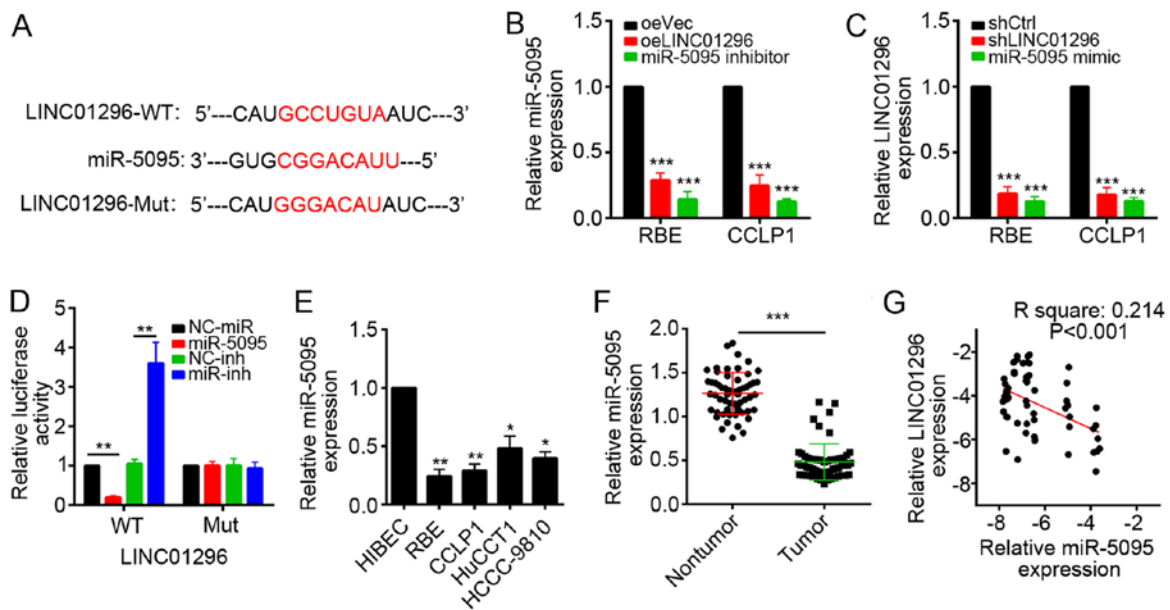 A
LINC01296-WT: 5’---CAUGCCUGUAAUC---3’
miR-5095: 3’---GUGCGGACAUU---5’
LINC01296-Mut: 5’---CAUGGGACAUAUC---3’
B
oeVec
oeLINC01296
miR-5095 inhibitor
Relative miR-5095
expression
1.5
1.0
0.5
0.0
*** *** *** ***
RBE CCLP1
C
shCtrl
shLINC01296
miR-5095 mimic
Relative LINC01296
expression
1.5
1.0
0.5
0.0
*** *** *** ***
RBE CCLP1
D
Relative luciferase
activity
5
4
3
2
1
0
NC-miR
miR-5095
NC-inh
miR-inh
**
**
WT Mut
LINC01296
E
Relative miR-5095
expression
1.5
1.0
0.5
0.0
** ** * *
HIBEC
RBE
CCLP1
HuCCT1
HCCC-9810
F
Relative miR-5095
expression
2.0
1.5
1.0
0.5
0.0
***
Nontumor
Tumor
G
R square: 0.214
P<0.001
Relative LINC01296
expression
-2
-4
-6
-8
-8 -6 -4 -2
Relative miR-5095
expression